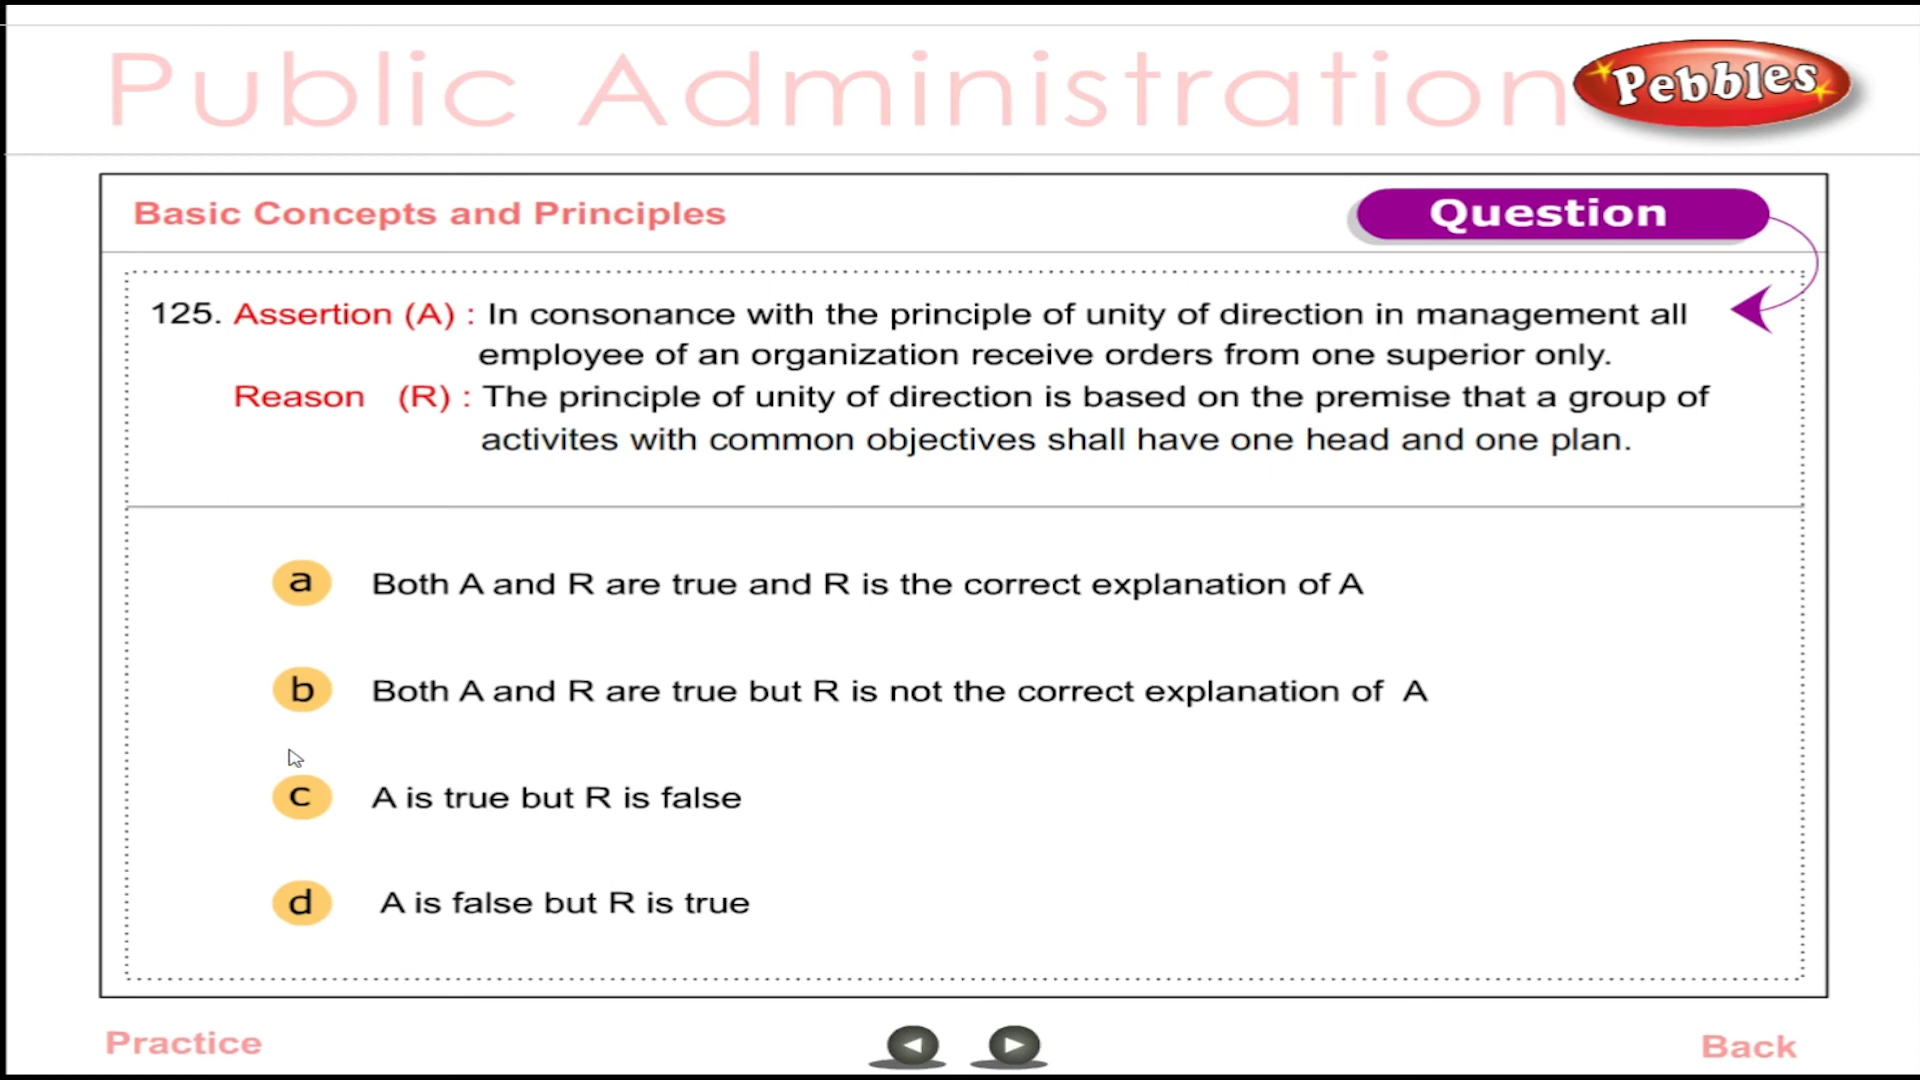 Public Administration
Pebbles
Basic Concepts and Principles
Question
125. Assertion (A) : In consonance with the principle of unity of direction in management all
employee of an organization receive orders from one superior only.
Reason (R) : The principle of unity of direction is based on the premise that a group of
activites with common objectives shall have one head and one plan.
a Both A and R are true and R is the correct explanation of A
b Both A and R are true but R is not the correct explanation of A
c A is true but R is false
d A is false but R is true
Practice
Back